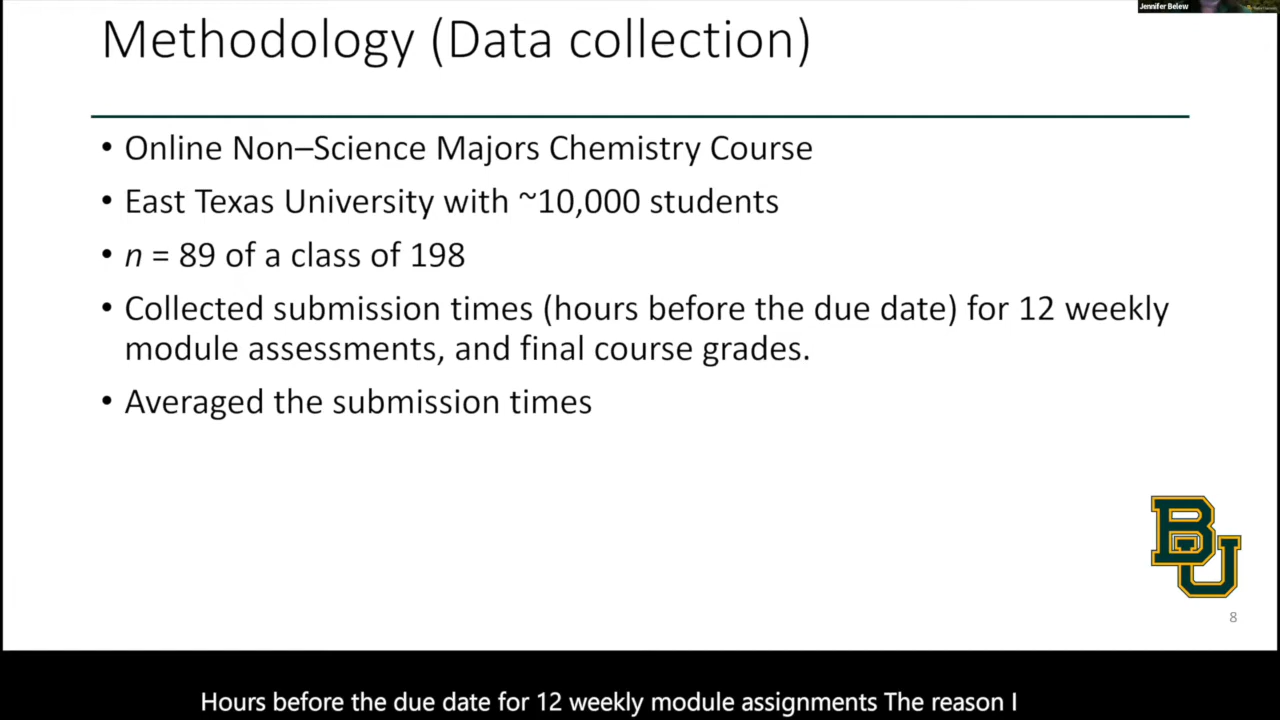 Jennifer Belew
Methodology (Data collection)
• Online Non–Science Majors Chemistry Course
• East Texas University with ~10,000 students
• n = 89 of a class of 198
• Collected submission times (hours before the due date) for 12 weekly
module assessments, and final course grades.
• Averaged the submission times
BU
8
Hours before the due date for 12 weekly module assignments The reason I